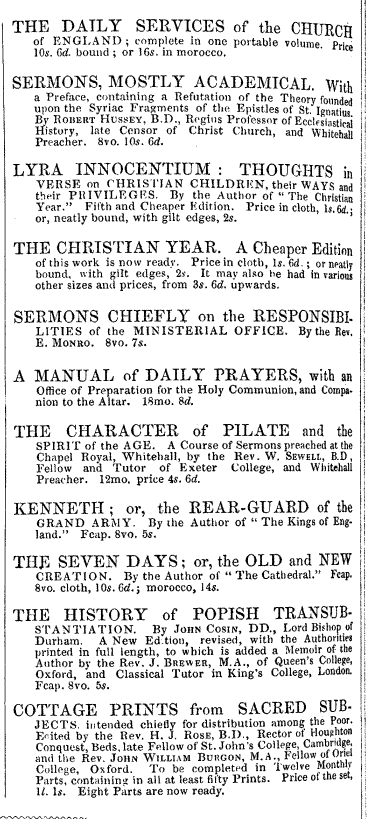 THE DAILY SERVICES of the CHURCH
of ENGLAND; complete in one portable volume. Price
10s. 6d. bound; or 16s. in morocco.
SERMONS, MOSTLY ACADEMICAL. With
a Preface, containing a Refutation of the Theory founded
upon the Syriac Fragments of the Epistles of St. Ignatius.
By ROBERT HUSSEY, B.D., Regius Professor of Ecclesiastical
History, late Censor of Christ Church, and Whitehall
Preacher. 8vo. 10s. 6d.
LYRA INNOCENTIUM: THOUGHTS in
VERSE on CHRISTIAN CHILDREN, their WAYS and
their PRIVILEGES. By the Author of "The Christian
Year." Fifth and Cheaper Edition. Price in cloth, 1s. 6d.;
or, neatly bound, with gilt edges, 2s.
THE CHRISTIAN YEAR. A Cheaper Edition
of this work is now ready. Price in cloth, 1s. 6d.; or neatly
bound, with gilt edges, 2s. It may also be had in various
other sizes and prices, from 3s. 6d. upwards.
SERMONS CHIEFLY on the RESPONSIBI-
LITIES of the MINISTERIAL OFFICE. By the Rev.
E. MONRO. 8vo. 7s.
A MANUAL of DAILY PRAYERS, with an
Office of Preparation for the Holy Communion, and Compa-
nion to the Altar. 18mo. 8d.
THE CHARACTER of PILATE and the
SPIRIT of the AGE. A Course of Sermons preached at the
Chapel Royal, Whitehall, by the Rev. W. SEWELL, B.D,
Fellow and Tutor of Exeter College, and Whitehall
Preacher. 12mo. price 4s. 6d.
KENNETH; or, the REAR-GUARD of the
GRAND ARMY. By the Author of "The Kings of Eng-
land." Fcap. 8vo. 5s.
THE SEVEN DAYS; or, the OLD and NEW
CREATION. By the Author of "The Cathedral." Fcap.
8vo. cloth, 10s. 6d.; morocco, 14s.
THE HISTORY of POPISH TRANSUB-
STANTIATION. By JOHN COSIN, DD., Lord Bishop of
Durham. A New Edition, revised, with the Authorities
printed in full length, to which is added a Memoir of the
Author by the Rev. J. BREWER, M.A., of Queen's College,
Oxford, and Classical Tutor in King's College, London.
Fcap. 8vo. 5s.
COTTAGE PRINTS from SACRED SUB-
JECTS, intended chiefly for distribution among the Poor.
Edited by the Rev. H. J. ROSE, B.D., Rector of Houghton
Conquest, Beds, late Fellow of St. John's College, Cambridge,
and the Rev. JOHN WILLIAM BURGON, M.A., Fellow of Oriel
College, Oxford. To be completed in Twelve Monthly
Parts, containing in all at least fifty Prints. Price of the set,
1l. 1s. Eight Parts are now ready.